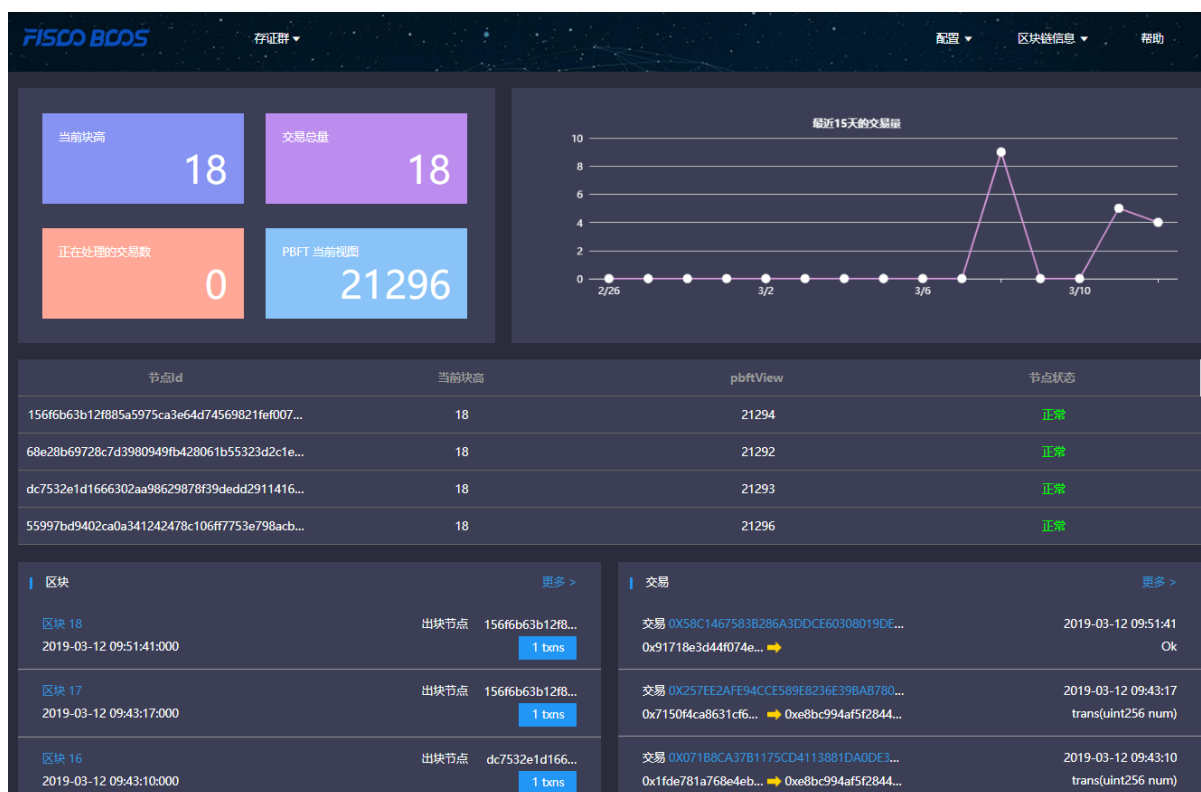 FISCO BCOS 存证群 配置 区块链信息 帮助
当前块高
18
交易总量
18
正在处理的交易数
0
PBFT 当前视图
21296
最近15天的交易量
10
8
6
4
2
0
2/26 3/2 3/6 3/10
节点Id 当前块高 pbftView 节点状态
156f6b63b12f885a5975ca3e64d74569821fef007... 18 21294 正常
68e28b69728c7d3980949fb428061b55323d2c1e... 18 21292 正常
dc7532e1d1666302aa98629878f39dedd2911416... 18 21293 正常
55997bd9402ca0a341242478c106ff7753e798acb... 18 21296 正常
区块 更多 >
区块 18 出块节点 156f6b63b12f8...
2019-03-12 09:51:41:000 1 txns
区块 17 出块节点 156f6b63b12f8...
2019-03-12 09:43:17:000 1 txns
区块 16 出块节点 dc7532e1d166...
2019-03-12 09:43:10:000 1 txns
交易 更多 >
交易 0X58C1467583B286A3DDCE60308019DE... 2019-03-12 09:51:41
0x91718e3d44f074e... Ok
交易 0X257EE2AFE94CCE589E8236E39BAB780... 2019-03-12 09:43:17
0x7150f4ca8631cf6... 0xe8bc994af5f2844... trans(uint256 num)
交易 0X071B8CA37B1175CD4113881DA0DE3... 2019-03-12 09:43:10
0x1fde781a768e4eb... 0xe8bc994af5f2844... trans(uint256 num)